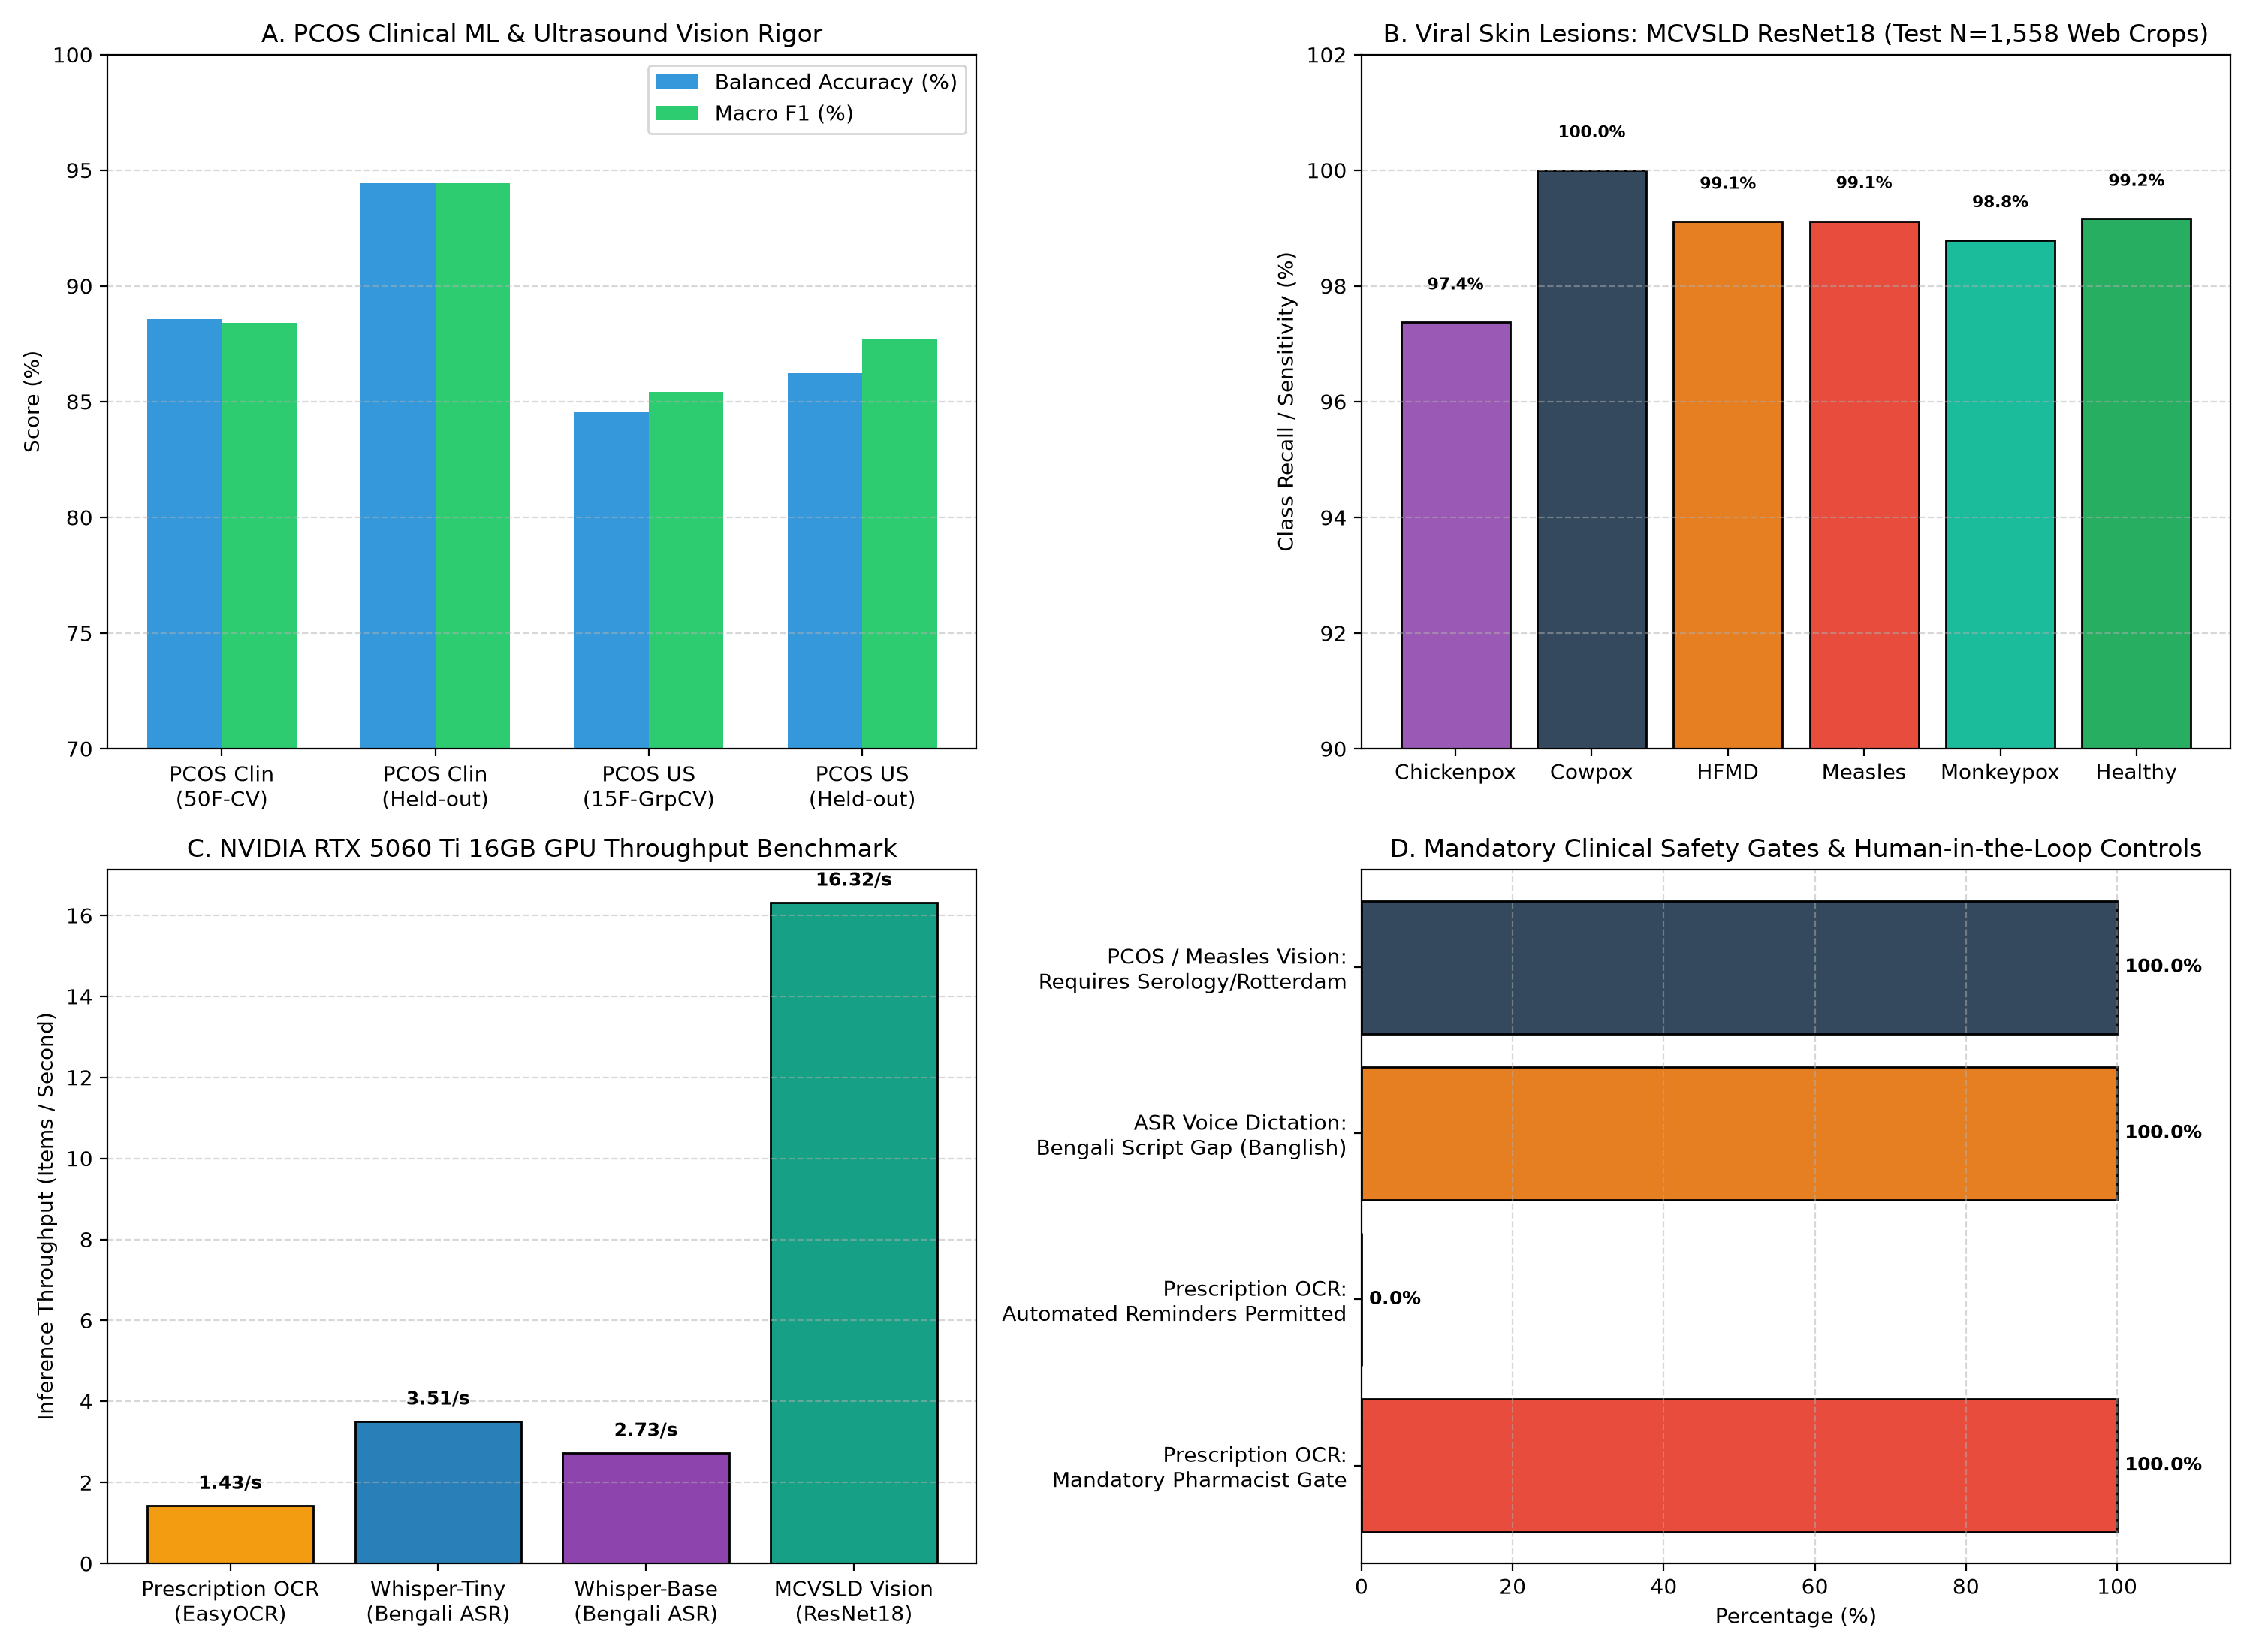 A. PCOS Clinical ML & Ultrasound Vision Rigor
Score (%)
100
95
90
85
80
75
70
Balanced Accuracy (%)
Macro F1 (%)
PCOS Clin
(50F-CV)
PCOS Clin
(Held-out)
PCOS US
(15F-GrpCV)
PCOS US
(Held-out)
B. Viral Skin Lesions: MCVSLD ResNet18 (Test N=1,558 Web Crops)
Class Recall / Sensitivity (%)
102
100
98
96
94
92
90
97.4%
100.0%
99.1%
99.1%
98.8%
99.2%
Chickenpox
Cowpox
HFMD
Measles
Monkeypox
Healthy
C. NVIDIA RTX 5060 Ti 16GB GPU Throughput Benchmark
Inference Throughput (Items / Second)
16
14
12
10
8
6
4
2
0
1.43/s
3.51/s
2.73/s
16.32/s
Prescription OCR
(EasyOCR)
Whisper-Tiny
(Bengali ASR)
Whisper-Base
(Bengali ASR)
MCVSLD Vision
(ResNet18)
D. Mandatory Clinical Safety Gates & Human-in-the-Loop Controls
PCOS / Measles Vision:
Requires Serology/Rotterdam
100.0%
ASR Voice Dictation:
Bengali Script Gap (Banglish)
100.0%
Prescription OCR:
Automated Reminders Permitted
0.0%
Prescription OCR:
Mandatory Pharmacist Gate
100.0%
0
20
40
60
80
100
Percentage (%)